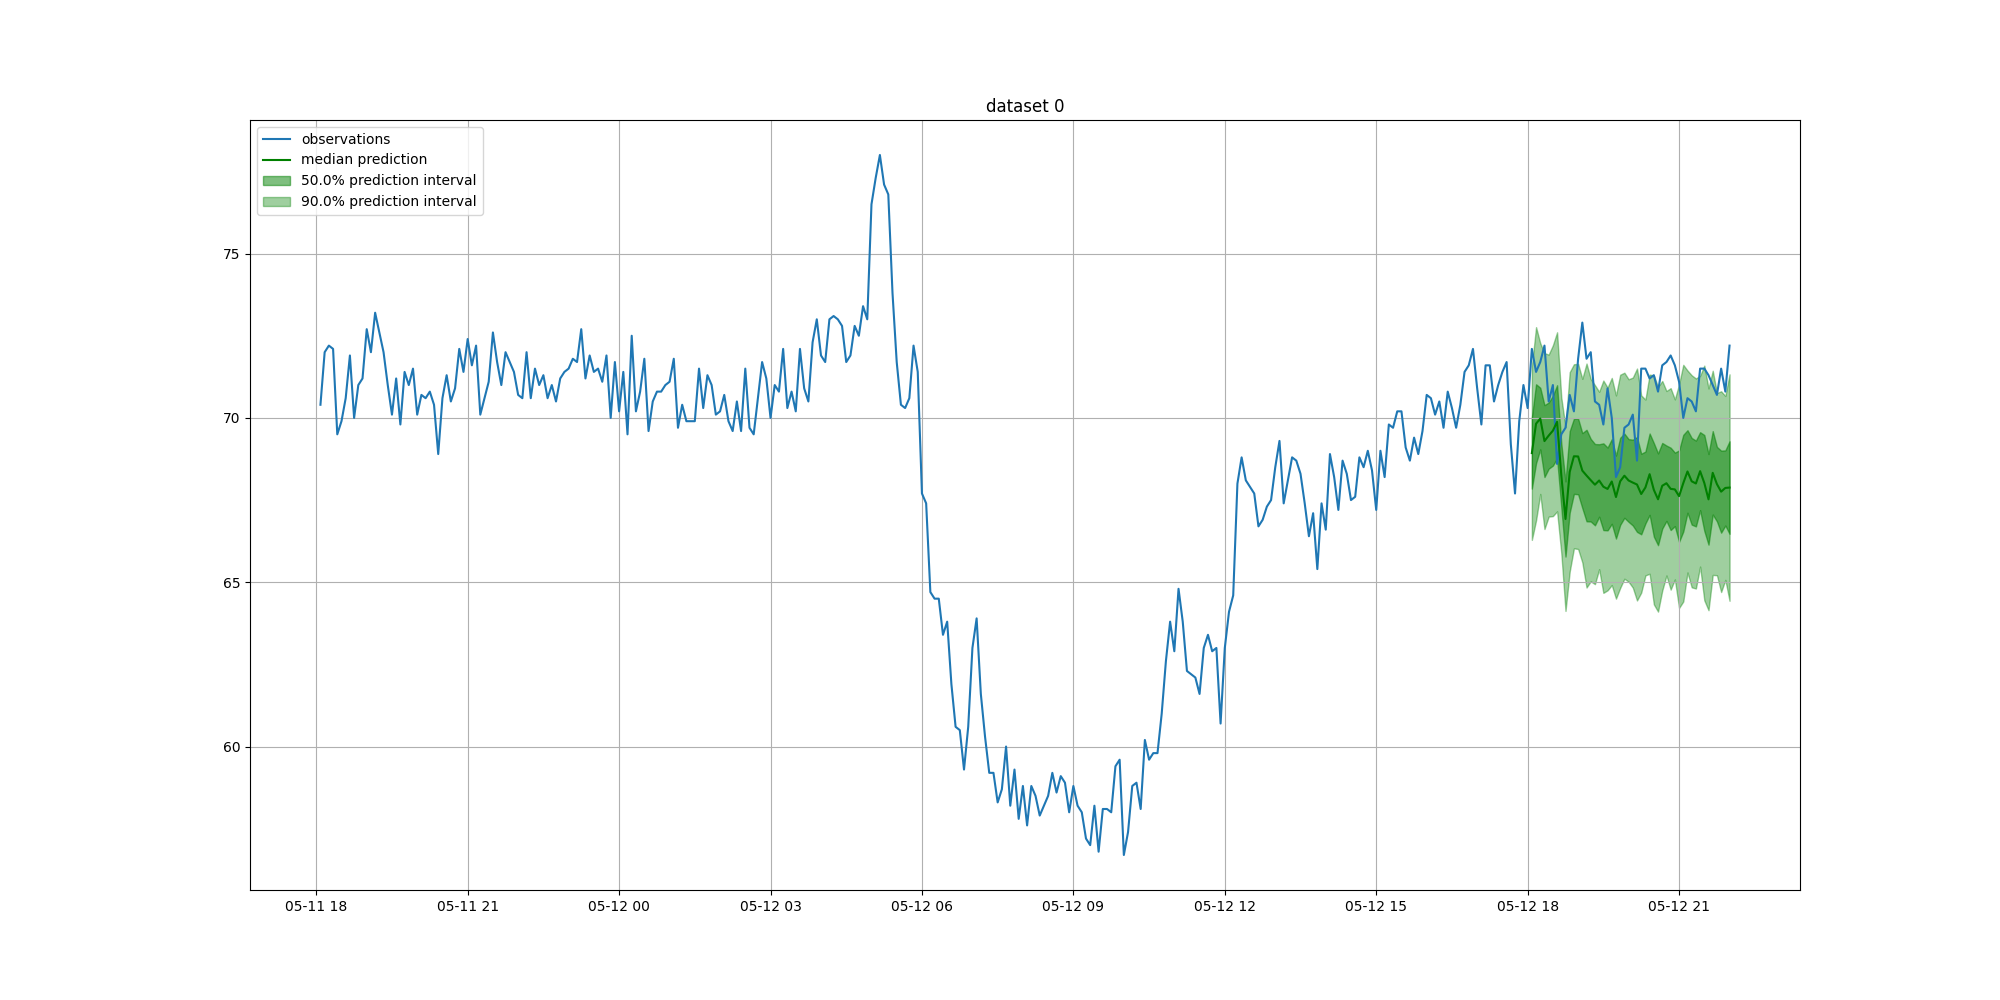 dataset 0
observations
median prediction
50.0% prediction interval
90.0% prediction interval
75
70
65
60
05-11 18
05-11 21
05-12 00
05-12 03
05-12 06
05-12 09
05-12 12
05-12 15
05-12 18
05-12 21